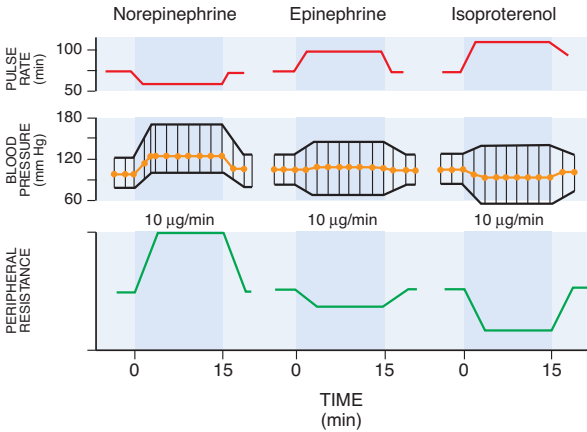 Norepinephrine Epinephrine Isoproterenol
PULSE
RATE
(min)
100
50
BLOOD
PRESSURE
(mm Hg)
180
120
60
10 μg/min 10 μg/min 10 μg/min
PERIPHERAL
RESISTANCE
0 15 0 15 0 15
TIME
(min)